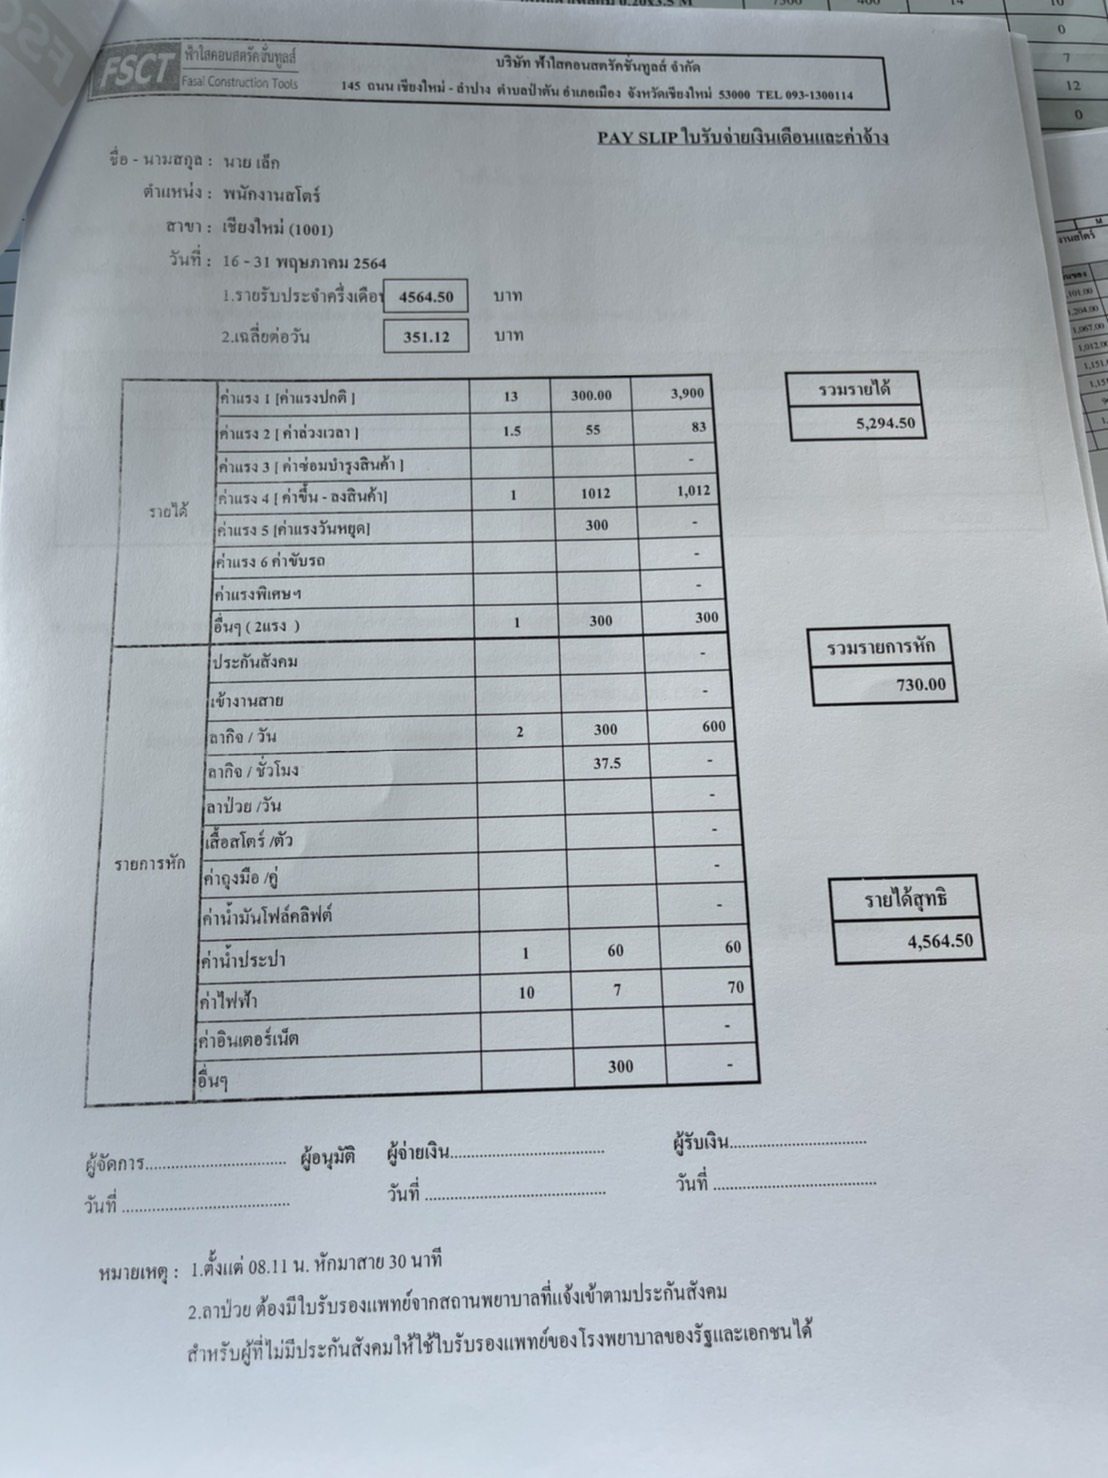 FSCT ฟ้าใสคอนสตรัคชั่นทูลส์
Fasai Construction Tools
บริษัท ฟ้าใสคอนสตรัคชันทูลส์ จำกัด
145 ถนน เชียงใหม่ - ลำปาง ตำบลป่าตัน อำเภอเมือง จังหวัดเชียงใหม่ 53000 TEL 093-1300114
PAY SLIP ใบรับจ่ายเงินเดือนและค่าจ้าง
ชื่อ - นามสกุล : นาย เล็ก
ตำแหน่ง : พนักงานสโตร์
สาขา : เชียงใหม่ (1001)
วันที่ : 16 - 31 พฤษภาคม 2564
1.รายรับประจำครึ่งเดือน 4564.50 บาท
2.เฉลี่ยต่อวัน 351.12 บาท
รายได้
ค่าแรง 1 [ค่าแรงปกติ ] 13 300.00 3,900
ค่าแรง 2 [ ค่าล่วงเวลา ] 1.5 55 83
ค่าแรง 3 [ ค่าซ่อมบำรุงสินค้า ] -
ค่าแรง 4 [ ค่าขึ้น - ลงสินค้า] 1 1012 1,012
ค่าแรง 5 [ค่าแรงวันหยุด] 300 -
ค่าแรง 6 ค่าขับรถ -
ค่าแรงพิเศษฯ -
อื่นๆ ( 2แรง ) 1 300 300
รวมรายได้
5,294.50
รายการหัก
ประกันสังคม -
เข้างานสาย -
ลากิจ / วัน 2 300 600
ลากิจ / ชั่วโมง 37.5 -
ลาป่วย /วัน -
เสื้อสโตร์ /ตัว -
ค่าถุงมือ /คู่ -
ค่าน้ำมันโฟล์คลิฟต์ -
ค่าน้ำประปา 1 60 60
ค่าไฟฟ้า 10 7 70
ค่าอินเตอร์เน็ต -
อื่นๆ 300 -
รวมรายการหัก
730.00
รายได้สุทธิ
4,564.50
ผู้จัดการ................................ ผู้อนุมัติ ผู้จ่ายเงิน................................... ผู้รับเงิน................................
วันที่ ...................................... วันที่ ......................................... วันที่ .....................................
หมายเหตุ : 1.ตั้งแต่ 08.11 น. หักมาสาย 30 นาที
2.ลาป่วย ต้องมีใบรับรองแพทย์จากสถานพยาบาลที่แจ้งเข้าตามประกันสังคม
สำหรับผู้ที่ไม่มีประกันสังคมให้ใช้ใบรับรองแพทย์ของโรงพยาบาลของรัฐและเอกชนได้